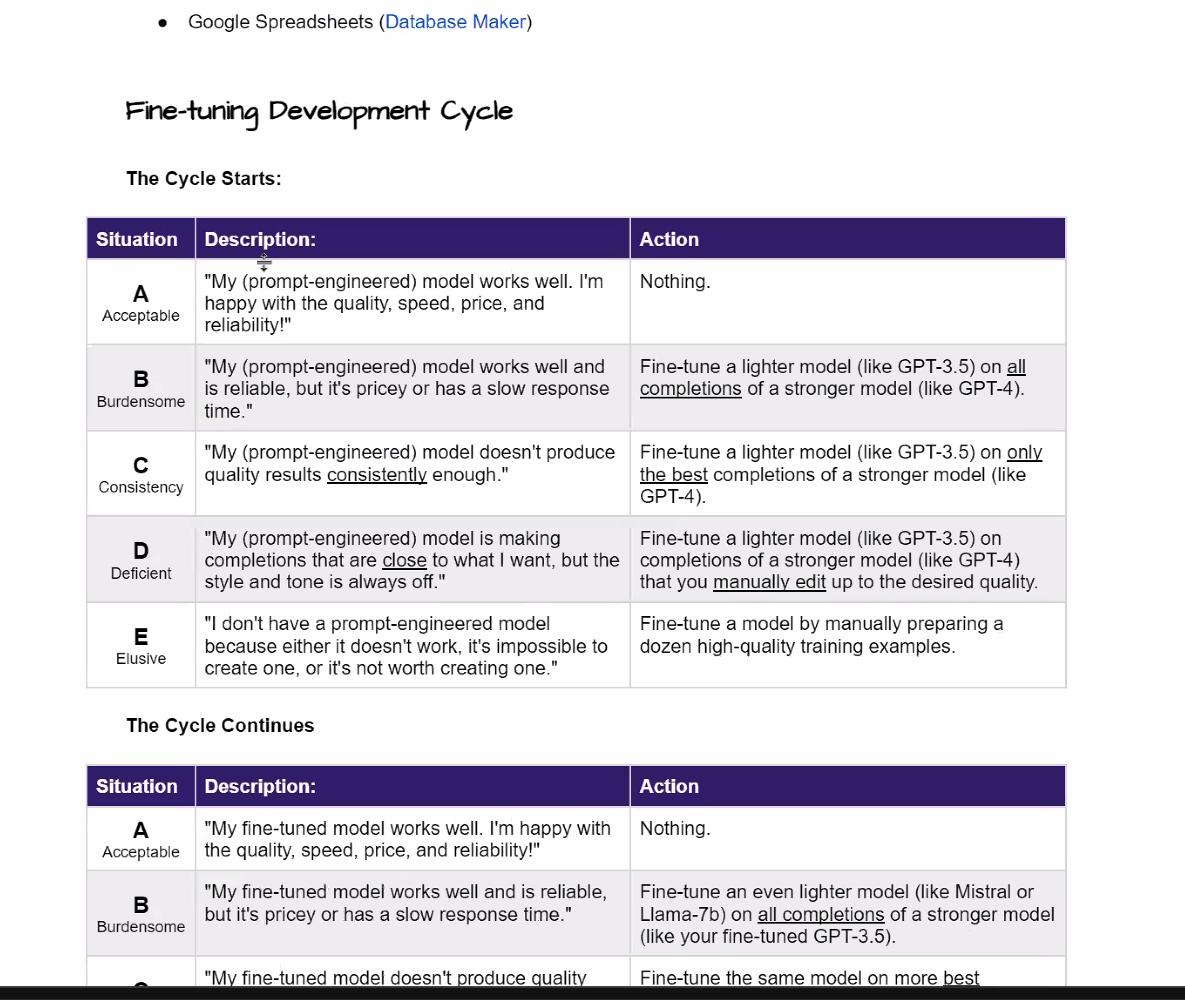 ● Google Spreadsheets (Database Maker)
Fine-tuning Development Cycle
The Cycle Starts:
Situation
Description:
Action
A
Acceptable
"My (prompt-engineered) model works well. I'm
happy with the quality, speed, price, and
reliability!"
Nothing.
B
Burdensome
"My (prompt-engineered) model works well and
is reliable, but it's pricey or has a slow response
time."
Fine-tune a lighter model (like GPT-3.5) on all
completions of a stronger model (like GPT-4).
C
Consistency
"My (prompt-engineered) model doesn't produce
quality results consistently enough."
Fine-tune a lighter model (like GPT-3.5) on only
the best completions of a stronger model (like
GPT-4).
D
Deficient
"My (prompt-engineered) model is making
completions that are close to what I want, but the
style and tone is always off."
Fine-tune a lighter model (like GPT-3.5) on
completions of a stronger model (like GPT-4)
that you manually edit up to the desired quality.
E
Elusive
"I don't have a prompt-engineered model
because either it doesn't work, it's impossible to
create one, or it's not worth creating one."
Fine-tune a model by manually preparing a
dozen high-quality training examples.
The Cycle Continues
Situation
Description:
Action
A
Acceptable
"My fine-tuned model works well. I'm happy with
the quality, speed, price, and reliability!"
Nothing.
B
Burdensome
"My fine-tuned model works well and is reliable,
but it's pricey or has a slow response time."
Fine-tune an even lighter model (like Mistral or
Llama-7b) on all completions of a stronger model
(like your fine-tuned GPT-3.5).
"My fine-tuned model doesn't produce quality
Fine-tune the same model on more best